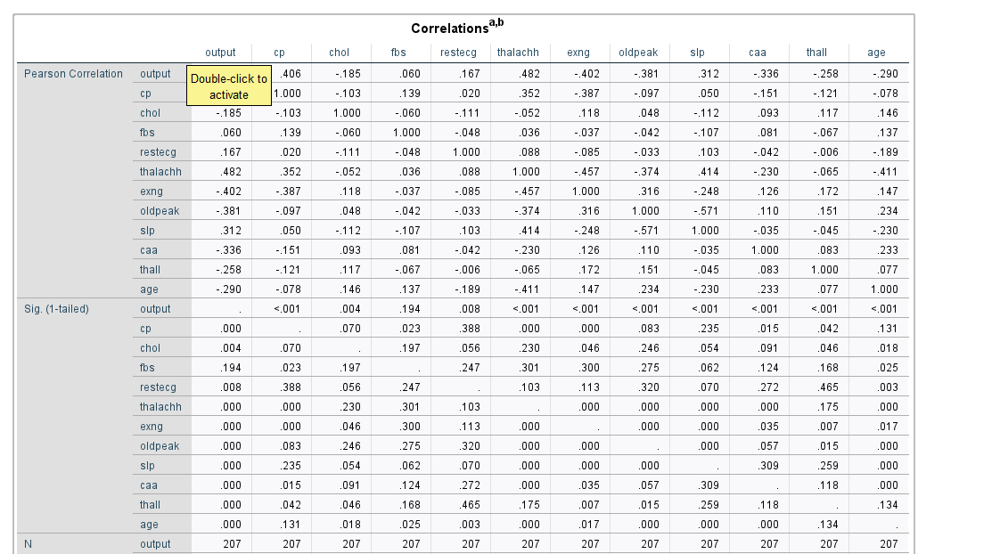 Correlationsa,b
output cp chol fbs restecg thalachh exng oldpeak slp caa thall age
Pearson Correlation output .406 -.185 .060 .167 .482 -.402 -.381 .312 -.336 -.258 -.290
Double-click to
activate
cp 1.000 -.103 .139 .020 .352 -.387 -.097 .050 -.151 -.121 -.078
chol -.185 -.103 1.000 -.060 -.111 -.052 .118 .048 -.112 .093 .117 .146
fbs .060 .139 -.060 1.000 -.048 .036 -.037 -.042 -.107 .081 -.067 .137
restecg .167 .020 -.111 -.048 1.000 .088 -.085 -.033 .103 -.042 -.006 -.189
thalachh .482 .352 -.052 .036 .088 1.000 -.457 -.374 .414 -.230 -.065 -.411
exng -.402 -.387 .118 -.037 -.085 -.457 1.000 .316 -.248 .126 .172 .147
oldpeak -.381 -.097 .048 -.042 -.033 -.374 .316 1.000 -.571 .110 .151 .234
slp .312 .050 -.112 -.107 .103 .414 -.248 -.571 1.000 -.035 -.045 -.230
caa -.336 -.151 .093 .081 -.042 -.230 .126 .110 -.035 1.000 .083 .233
thall -.258 -.121 .117 -.067 -.006 -.065 .172 .151 -.045 .083 1.000 .077
age -.290 -.078 .146 .137 -.189 -.411 .147 .234 -.230 .233 .077 1.000
Sig. (1-tailed) output . <.001 .004 .194 .008 <.001 <.001 <.001 <.001 <.001 <.001 <.001
cp .000 . .070 .023 .388 .000 .000 .083 .235 .015 .042 .131
chol .004 .070 . .197 .056 .230 .046 .246 .054 .091 .046 .018
fbs .194 .023 .197 . .247 .301 .300 .275 .062 .124 .168 .025
restecg .008 .388 .056 .247 . .103 .113 .320 .070 .272 .465 .003
thalachh .000 .000 .230 .301 .103 . .000 .000 .000 .000 .175 .000
exng .000 .000 .046 .300 .113 .000 . .000 .000 .035 .007 .017
oldpeak .000 .083 .246 .275 .320 .000 .000 . .000 .057 .015 .000
slp .000 .235 .054 .062 .070 .000 .000 .000 . .309 .259 .000
caa .000 .015 .091 .124 .272 .000 .035 .057 .309 . .118 .000
thall .000 .042 .046 .168 .465 .175 .007 .015 .259 .118 . .134
age .000 .131 .018 .025 .003 .000 .017 .000 .000 .000 .134 .
N output 207 207 207 207 207 207 207 207 207 207 207 207